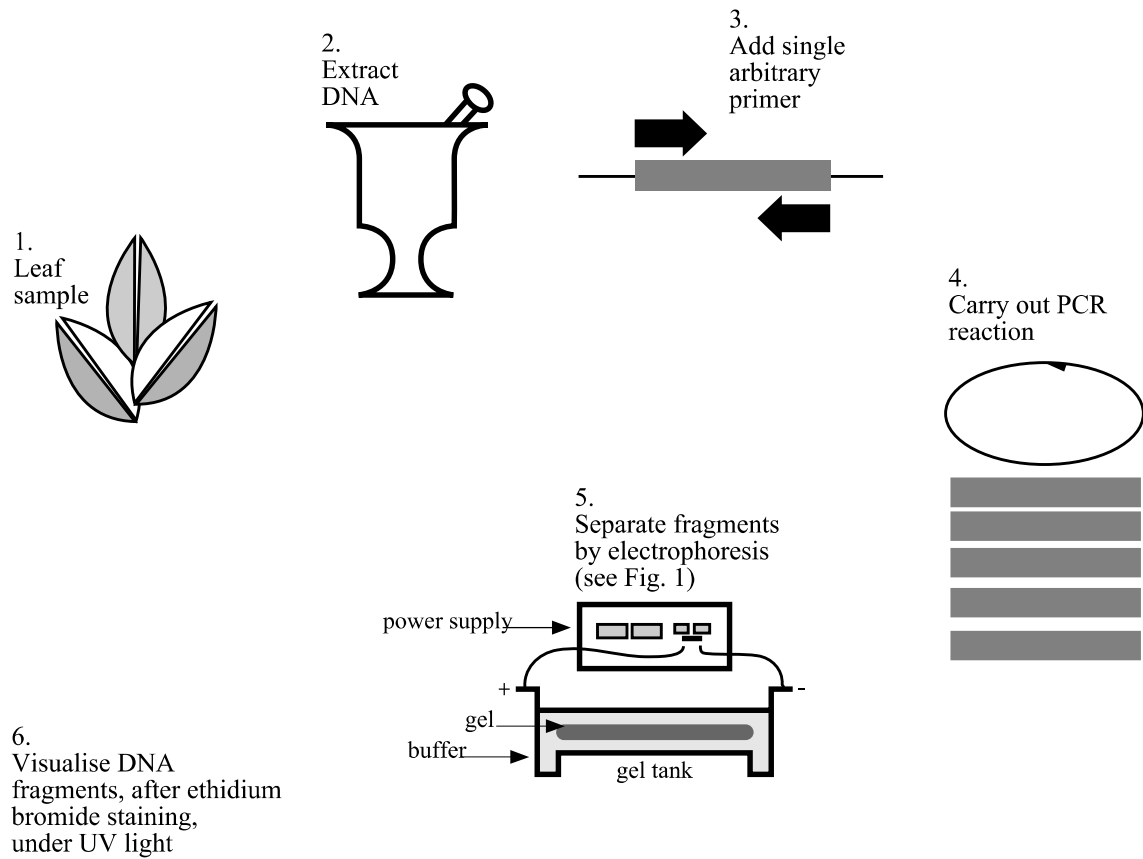 1.
Leaf
sample
2.
Extract
DNA
3.
Add single
arbitrary
primer
4.
Carry out PCR
reaction
5.
Separate fragments
by electrophoresis
(see Fig. 1)
power supply
+
-
gel
buffer
gel tank
6.
Visualise DNA
fragments, after ethidium
bromide staining,
under UV light